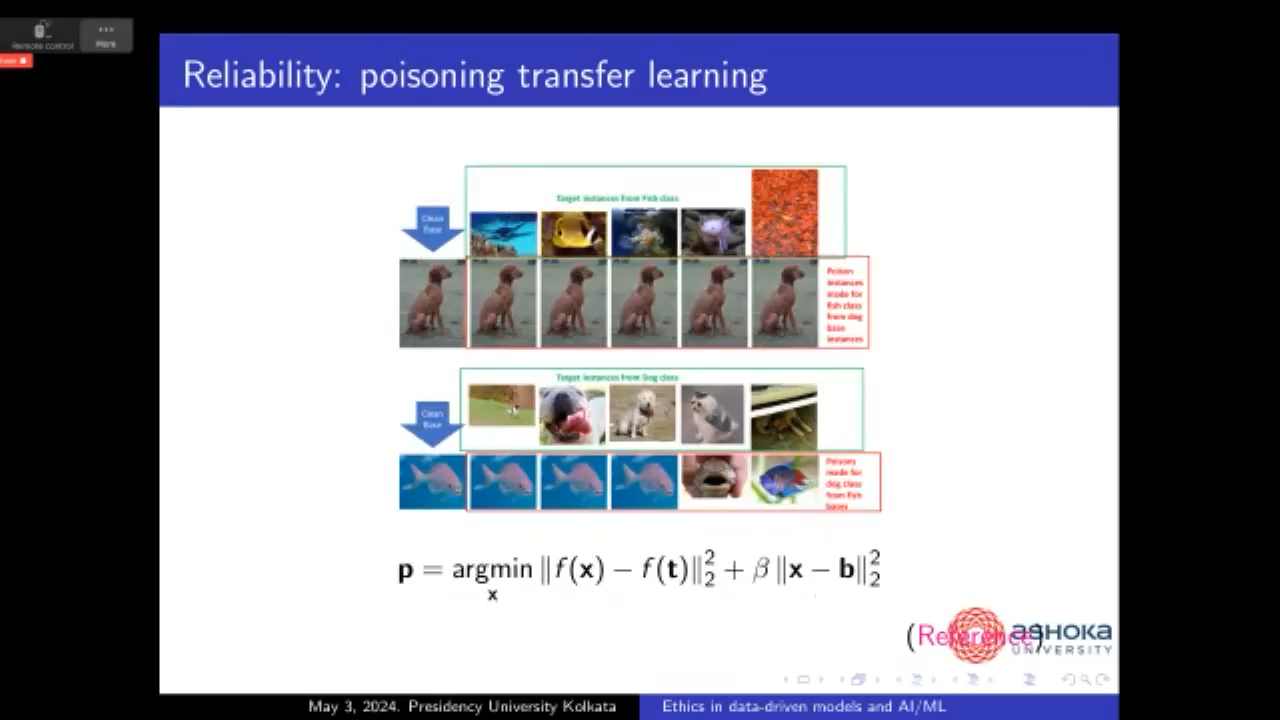 Remote control
More
Reliability: poisoning transfer learning
Target instances from Fish class
Clean
Base
Poison
instances
made for
fish class
from dog
base
instances
Target instances from Dog class
Clean
Base
Poisons
made for
dog class
from fish
bases
p = argmin ‖f(x) − f(t)‖₂² + β ‖x − b‖₂²
x
(Reference)
ASHOKA
UNIVERSITY
May 3, 2024. Presidency University Kolkata
Ethics in data-driven models and AI/ML